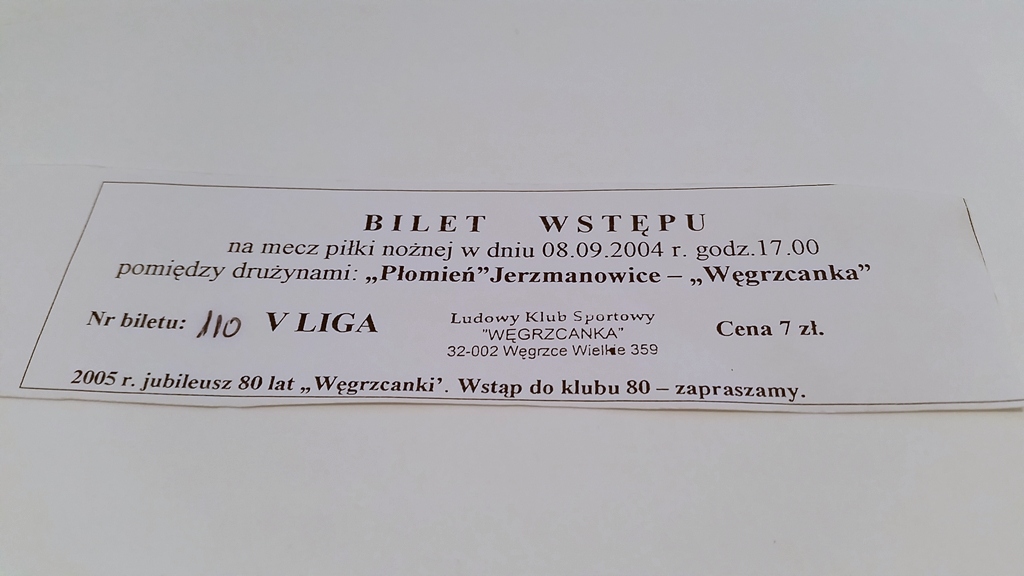 BILET WSTĘPU
na mecz piłki nożnej w dniu 08.09.2004 r. godz.17.00
pomiędzy drużynami: „Płomień”Jerzmanowice – „Węgrzcanka”
Nr biletu: 110 V LIGA
Ludowy Klub Sportowy
"WĘGRZCANKA"
32-002 Węgrzce Wielkie 359
Cena 7 zł.
2005 r. jubileusz 80 lat „Węgrzcanki’. Wstąp do klubu 80 – zapraszamy.